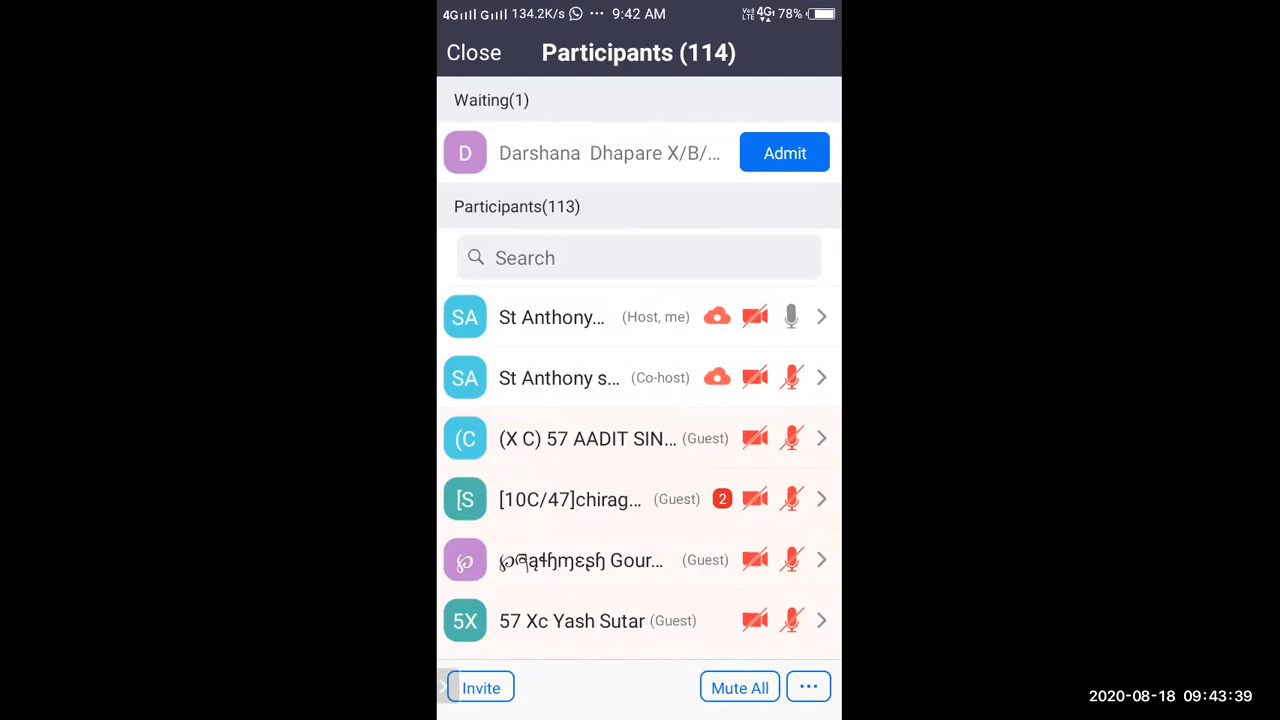 4G G 134.2K/s ... 9:42 AM VoLTE 4G 78%
Close Participants (114)
Waiting(1)
D Darshana Dhapare X/B/... Admit
Participants(113)
Search
SA St Anthony... (Host, me)
SA St Anthony s... (Co-host)
(C (X C) 57 AADIT SIN... (Guest)
[S [10C/47]chirag... (Guest) 2
℘ Gour... (Guest)
5X 57 Xc Yash Sutar (Guest)
Invite Mute All ...
2020-08-18 09:43:39